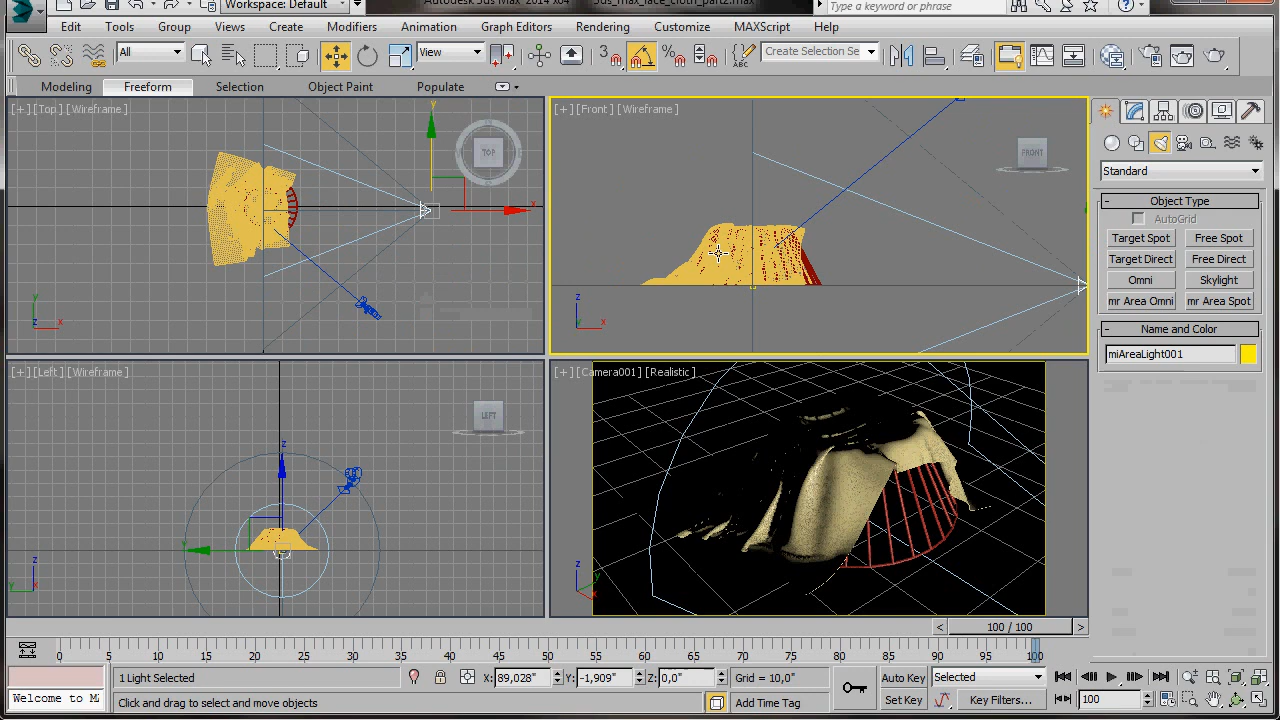 Workspace: Default
Autodesk 3ds Max 2014 x64 3ds_max_lace_cloth_part2.max
Type a keyword or phrase
Edit Tools Group Views Create Modifiers Animation Graph Editors Rendering Customize MAXScript Help
All View 3 Create Selection Se
Modeling Freeform Selection Object Paint Populate
[+][Top][Wireframe]
TOP
y
x
y
z x
[+][Front][Wireframe]
FRONT
z
x
[+][Left][Wireframe]
LEFT
z
y
z
y
[+][Camera001][Realistic]
z
y
x
Standard
- Object Type
AutoGrid
Target Spot Free Spot
Target Direct Free Direct
Omni Skylight
mr Area Omni mr Area Spot
- Name and Color
miAreaLight001
< 100 / 100 >
0 5 10 15 20 25 30 35 40 45 50 55 60 65 70 75 80 85 90 95 100
1 Light Selected X: 89,028" Y: -1,909" Z: 0,0" Grid = 10,0" Auto Key Selected
Welcome to M
Click and drag to select and move objects Add Time Tag Set Key Key Filters... 100